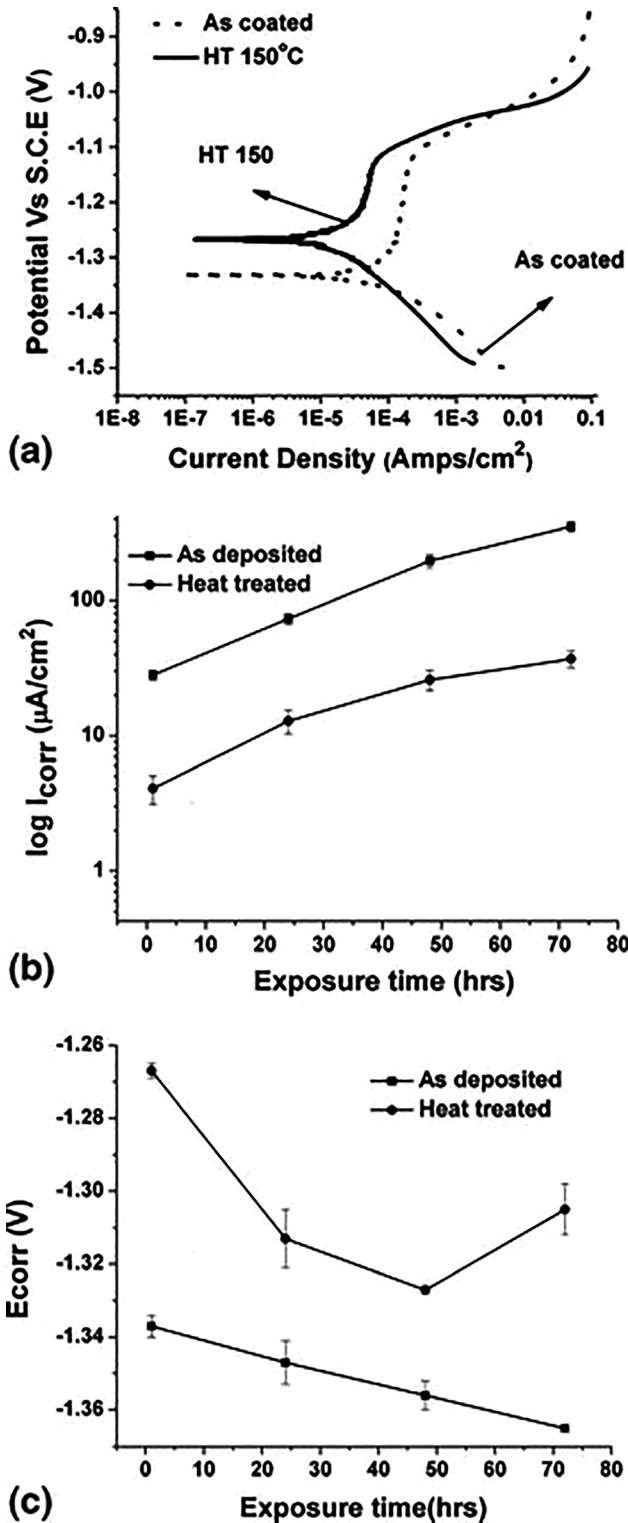 As coated
HT 150°C
-0.9
-1.0
-1.1
-1.2
-1.3
-1.4
-1.5
Potential Vs S.C.E (V)
HT 150
As coated
1E-8 1E-7 1E-6 1E-5 1E-4 1E-3 0.01 0.1
Current Density (Amps/cm²)
(a)
As deposited
Heat treated
100
10
1
log Icorr (µA/cm²)
0 10 20 30 40 50 60 70 80
Exposure time (hrs)
(b)
-1.26
-1.28
-1.30
-1.32
-1.34
-1.36
Ecorr (V)
As deposited
Heat treated
0 10 20 30 40 50 60 70 80
Exposure time(hrs)
(c)